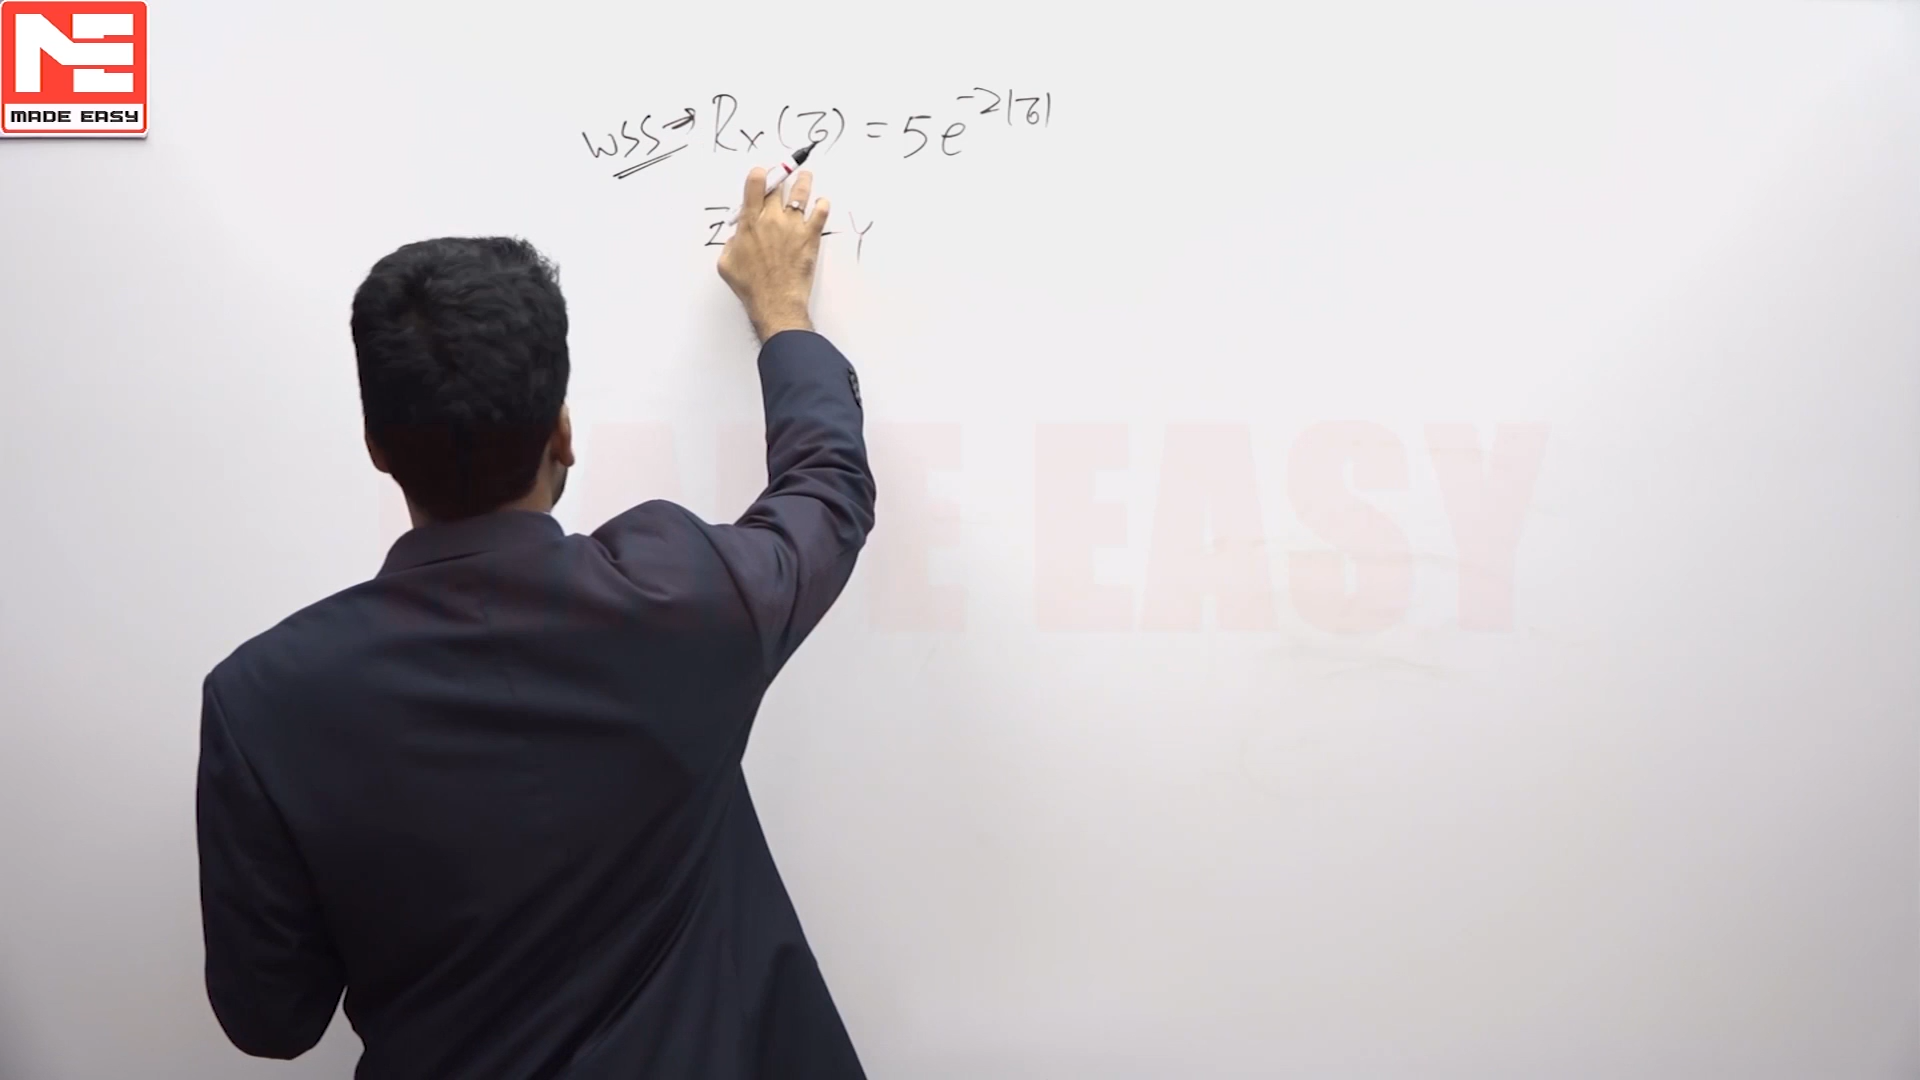 MADE EASY
WSS → Rx(τ) = 5e^-2|τ|
Z - Y
MADE EASY